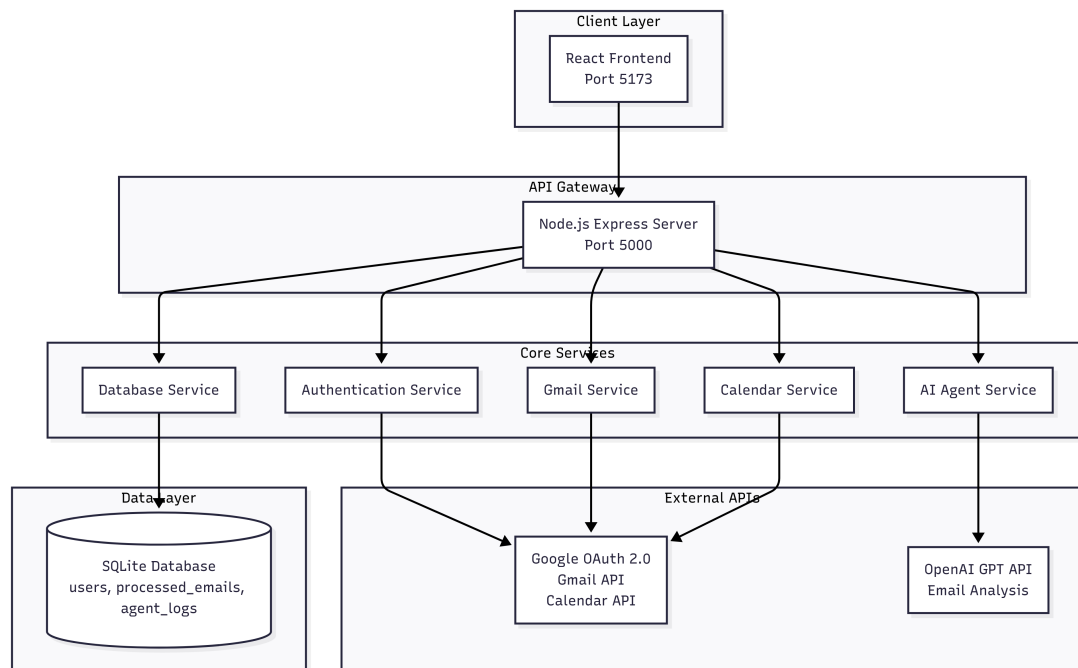 Client Layer
React Frontend
Port 5173
API Gateway
Node.js Express Server
Port 5000
Core Services
Database Service
Authentication Service
Gmail Service
Calendar Service
AI Agent Service
Data Layer
External APIs
SQLite Database
users, processed_emails,
agent_logs
Google OAuth 2.0
Gmail API
Calendar API
OpenAI GPT API
Email Analysis